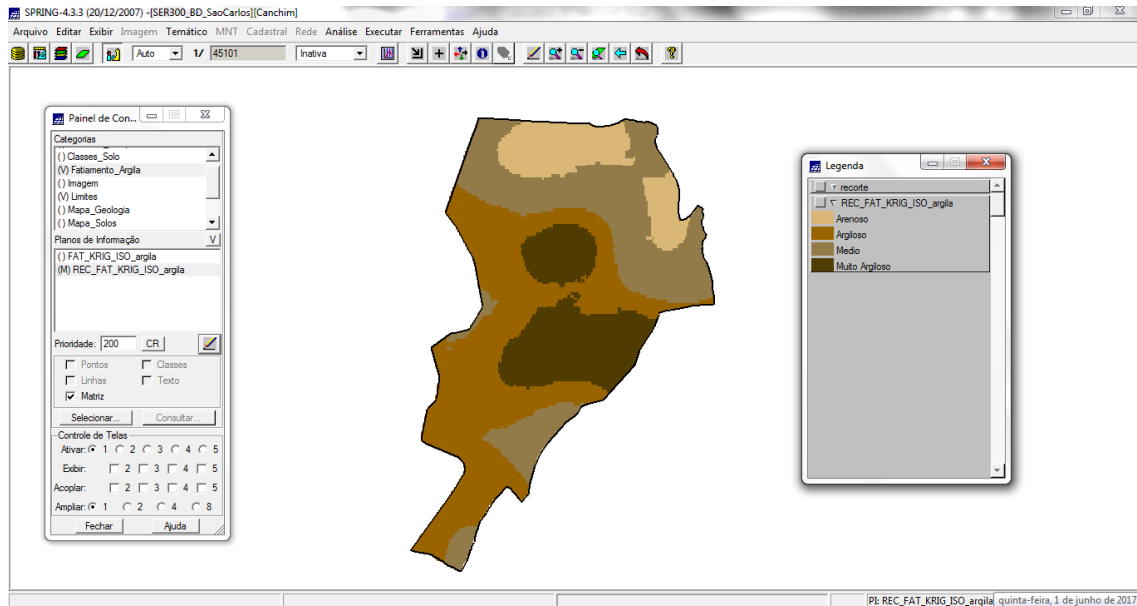 SPRING-4.3.3 (20/12/2007) -[SER300_BD_SaoCarlos][Canchim]
Arquivo Editar Exibir Imagem Temático MNT Cadastral Rede Análise Executar Ferramentas Ajuda
Auto 1/ 45101 Inativa
Painel de Con...
Categorias
( ) Classes_Solo
(V) Fatiamento_Argila
( ) Imagem
(V) Limites
( ) Mapa_Geologia
( ) Mapa_Solos
Planos de Informação V
( ) FAT_KRIG_ISO_argila
(M) REC_FAT_KRIG_ISO_argila
Prioridade: 200 CR
Pontos Classes
Linhas Texto
Matriz
Selecionar... Consultar...
Controle de Telas
Ativar: 1 2 3 4 5
Exibir: 2 3 4 5
Acoplar: 2 3 4 5
Ampliar: 1 2 4 8
Fechar Ajuda
Legenda
recorte
REC_FAT_KRIG_ISO_argila
Arenoso
Argiloso
Medio
Muito Argiloso
PI: REC_FAT_KRIG_ISO_argila quinta-feira, 1 de junho de 2017